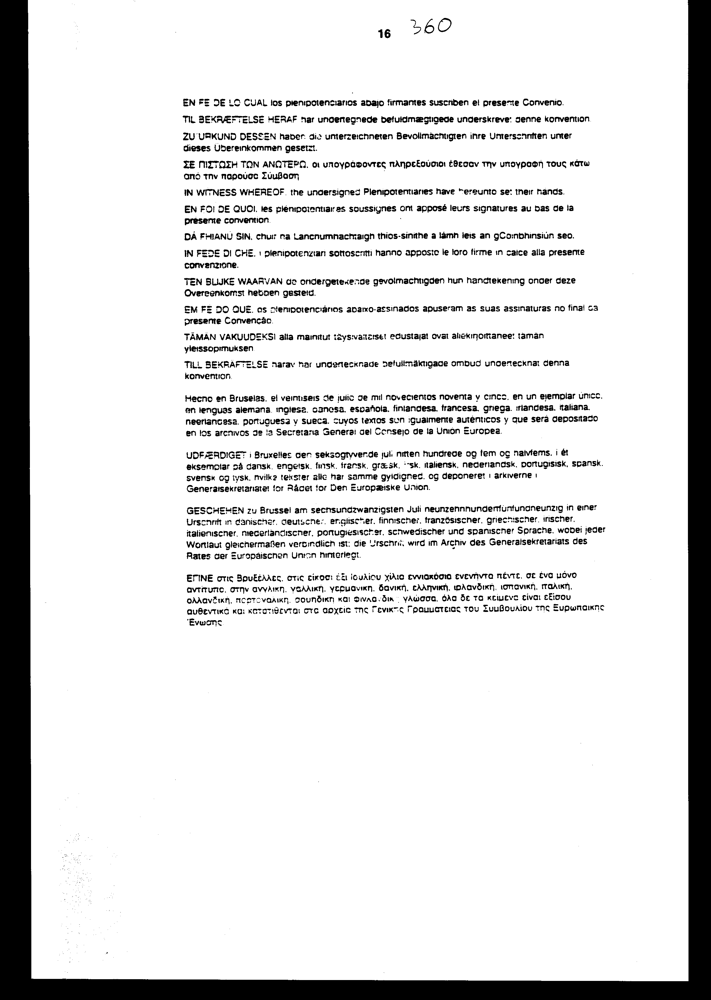 16 360
EN FE DE LO CUAL los plenipotenciarios abajo firmantes suscriben el presente Convenio.
TIL BEKRÆFTELSE HERAF har undertegnede befuldmægtigede underskrevet denne konvention.
ZU URKUND DESSEN haben die unterzeichneten Bevollmächtigten ihre Unterschriften unter
dieses Übereinkommen gesetzt.
ΣΕ ΠΙΣΤΩΣΗ ΤΩΝ ΑΝΩΤΕΡΩ, οι υπογράφοντες πληρεξούσιοι έθεσαν την υπογραφή τους κάτω
από την παρούσα Σύμβαση
IN WITNESS WHEREOF, the undersigned Plenipotentiaries have hereunto set their hands.
EN FOI DE QUOI, les plénipotentiaires soussignés ont apposé leurs signatures au bas de la
présente convention.
DÁ FHIANÚ SIN, chuir na Lánchumhachtaigh thíos-sínithe a lámh leis an gCoinbhinsiún seo.
IN FEDE DI CHE, i plenipotenziari sottoscritti hanno apposto le loro firme in calce alla presente
convenzione.
TEN BLIJKE WAARVAN de ondergetekende gevolmachtigden hun handtekening onder deze
Overeenkomst hebben gesteld.
EM FÉ DO QUE, os plenipotenciários abaixo-assinados apuseram as suas assinaturas no final da
presente Convenção.
TÄMÄN VAKUUDEKSI alla mainitut täysivaltaiset edustajat ovat allekirjoittaneet tämän
yleissopimuksen.
TILL BEKRÄFTELSE härav har undertecknade befullmäktigade ombud undertecknat denna
konvention.
Hecho en Bruselas, el veintiseis de julio de mil novecientos noventa y cinco, en un ejemplar único,
en lenguas alemana, inglesa, danesa, española, finlandesa, francesa, griega, irlandesa, italiana,
neerlandesa, portuguesa y sueca, cuyos textos son igualmente auténticos y que será depositado
en los archivos de la Secretaría General del Consejo de la Unión Europea.
UDFÆRDIGET i Bruxelles den seksogtyvende juli nitten hundrede og fem og halvfems, i ét
eksemplar på dansk, engelsk, finsk, fransk, græsk, irsk, italiensk, nederlandsk, portugisisk, spansk,
svensk og tysk, hvilke tekster alle har samme gyldighed, og deponeret i arkiverne i
Generalsekretariatet for Rådet for Den Europæiske Union.
GESCHEHEN zu Brüssel am sechsundzwanzigsten Juli neunzehnhundertfünfundneunzig in einer
Urschrift in dänischer, deutscher, englischer, finnischer, französischer, griechischer, irischer,
italienischer, niederländischer, portugiesischer, schwedischer und spanischer Sprache, wobei jeder
Wortlaut gleichermaßen verbindlich ist; die Urschrift wird im Archiv des Generalsekretariats des
Rates der Europäischen Union hinterlegt.
ΕΓΙΝΕ στις Βρυξέλλες, στις είκοσι έξι Ιουλίου χίλια εννιακόσια ενενήντα πέντε, σε ένα μόνο
αντίτυπο, στην αγγλική, γαλλική, γερμανική, δανική, ελληνική, ιρλανδική, ισπανική, ιταλική,
ολλανδική, πορτογαλική, σουηδική και φινλανδική γλώσσα, όλα δε τα κείμενα είναι εξίσου
αυθεντικά και κατατίθενται στα αρχεία της Γενικής Γραμματείας του Συμβουλίου της Ευρωπαϊκής
Ένωσης